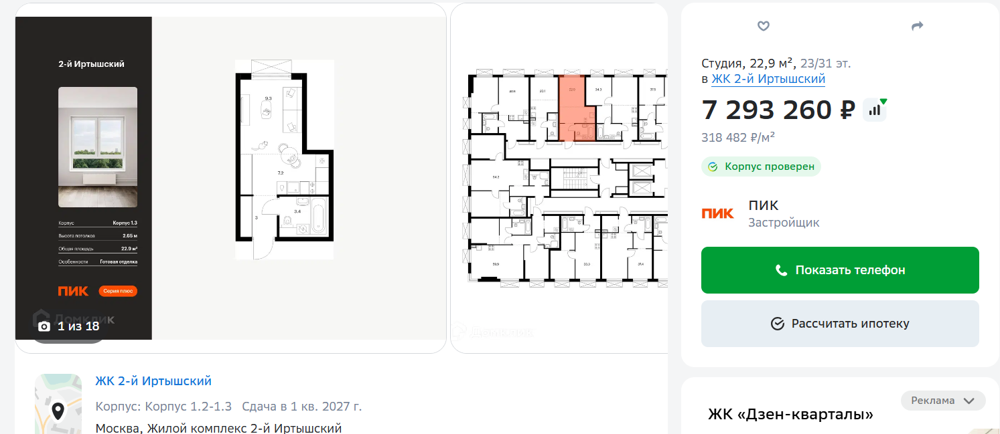 2-й Иртышский
Корпус Корпус 1.3
Высота потолков 2.65 м
Общая площадь 22.9 м²
Особенности Готовая отделка
ПИК Серия плюс
Домклик
1 из 18
9.3
7.2
3.4
3
40.9
20.1
22.9
34.3
37.5
54.2
59.9
33.3
37.4
Домклик
Студия, 22,9 м², 23/31 эт.
в ЖК 2-й Иртышский
7 293 260 ₽
318 482 ₽/м²
Корпус проверен
ПИК
ПИК
Застройщик
Показать телефон
Рассчитать ипотеку
ЖК 2-й Иртышский
Корпус: Корпус 1.2-1.3 Сдача в 1 кв. 2027 г.
Москва, Жилой комплекс 2-й Иртышский
Реклама
ЖК «Дзен-кварталы»